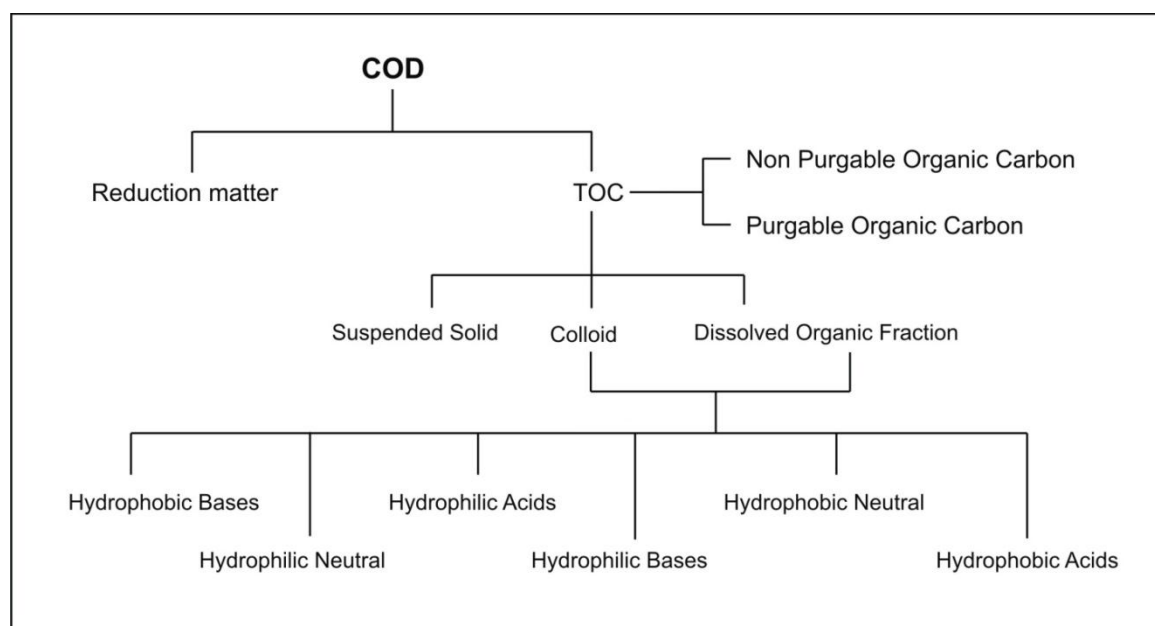 COD
Non Purgable Organic Carbon
Reduction matter
TOC
Purgable Organic Carbon
Suspended Solid
Colloid
Dissolved Organic Fraction
Hydrophobic Bases
Hydrophilic Acids
Hydrophobic Neutral
Hydrophilic Neutral
Hydrophilic Bases
Hydrophobic Acids